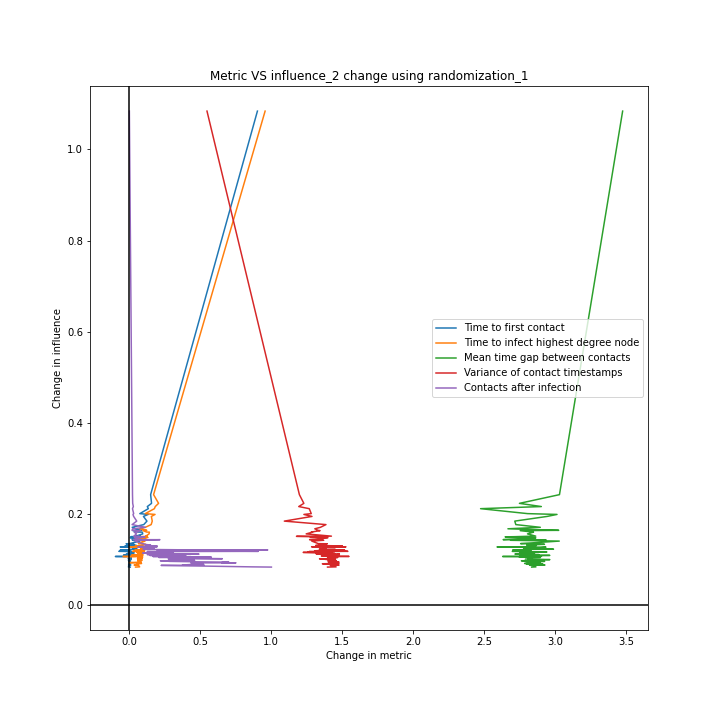 Metric VS influence_2 change using randomization_1
Change in influence
1.0
0.8
0.6
0.4
0.2
0.0
Time to first contact
Time to infect highest degree node
Mean time gap between contacts
Variance of contact timestamps
Contacts after infection
0.0 0.5 1.0 1.5 2.0 2.5 3.0 3.5
Change in metric